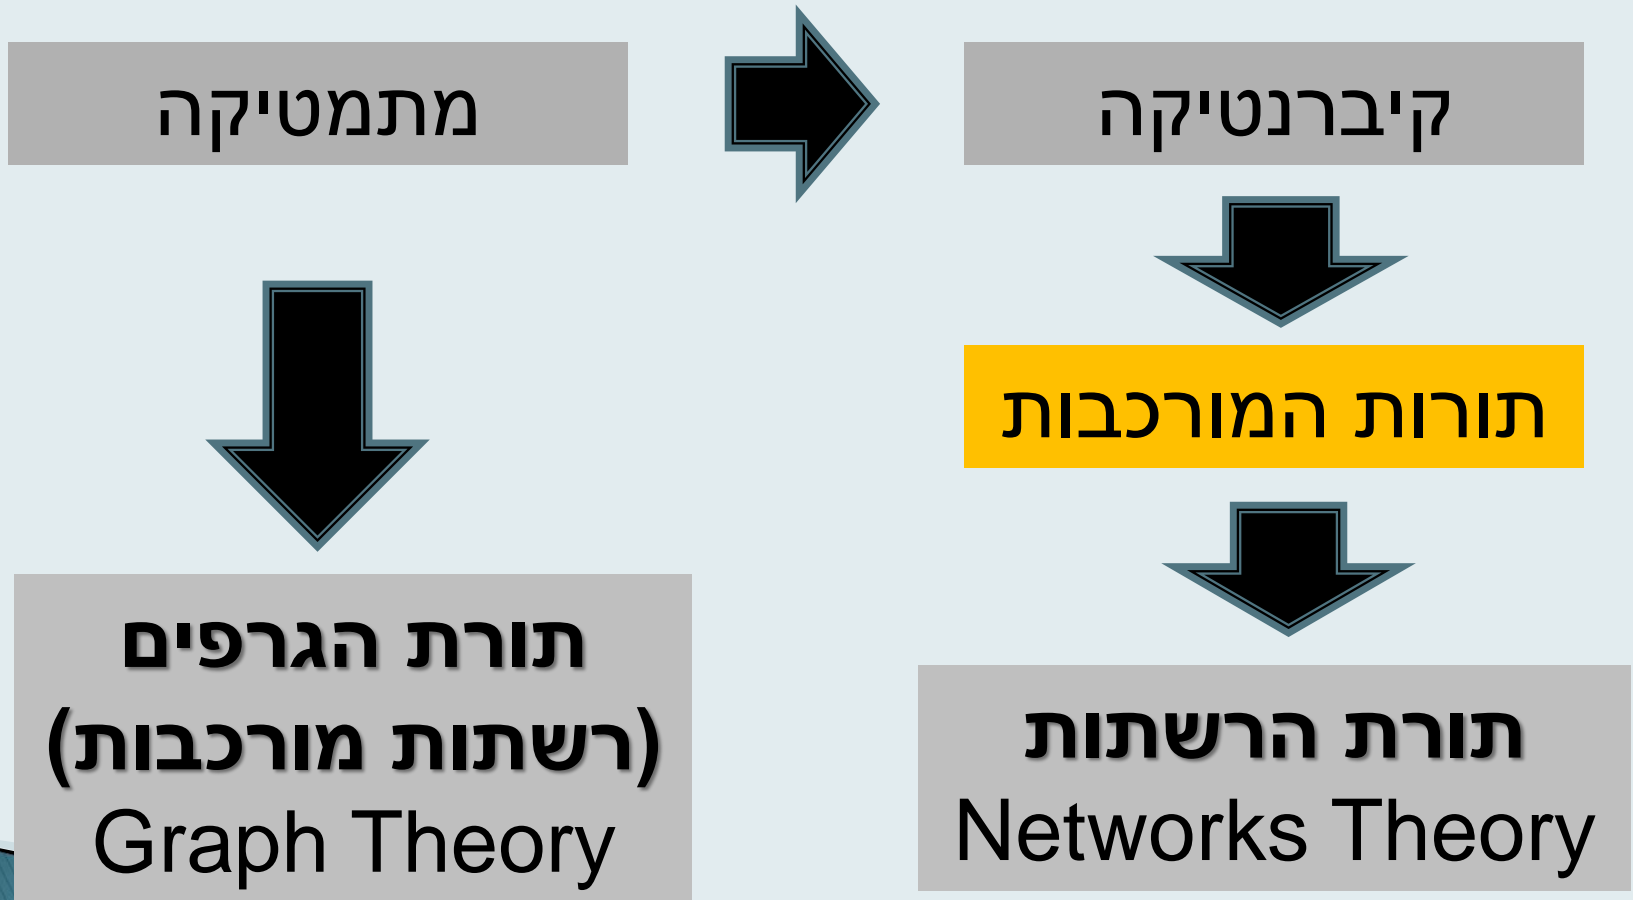 מתמטיקה
קיברנטיקה
תורות המורכבות
תורת הגרפים
(רשתות מורכבות)
Graph Theory
תורת הרשתות
Networks Theory